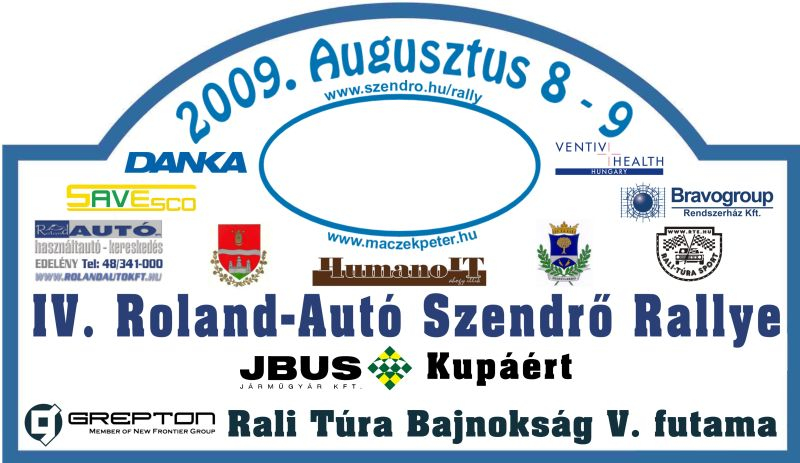 2009. Augusztus 8 - 9
www.szendro.hu/rally
DANKA
VENTIV HEALTH
HUNGARY
SAVESCO
Bravogroup
Rendszerház Kft.
Roland AUTÓ.
használtautó - kereskedés
EDELÉNY Tel: 48/341-000
WWW.ROLANDAUTOKFT.HU
www.maczekpeter.hu
HumanoIT
ahogy illik
WWW.RTE.HU
RALI-TÚRA SPORT
IV. Roland-Autó Szendrő Rallye
JBUS Kupáért
JÁRMŰGYÁR KFT.
GREPTON
MEMBER OF NEW FRONTIER GROUP
Rali Túra Bajnokság V. futama